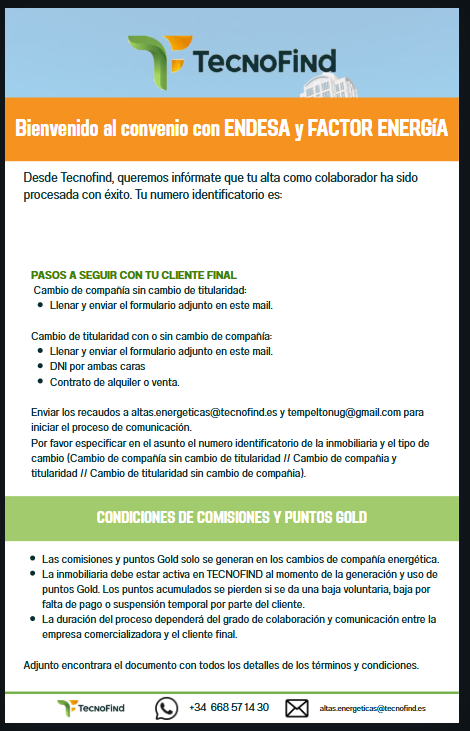 TecnoFind
Bienvenido al convenio con ENDESA y FACTOR ENERGÍA
Desde Tecnofind, queremos infórmate que tu alta como colaborador ha sido
procesada con éxito. Tu numero identificatorio es:
PASOS A SEGUIR CON TU CLIENTE FINAL
Cambio de compañía sin cambio de titularidad:
• Llenar y enviar el formulario adjunto en este mail.
Cambio de titularidad con o sin cambio de compañía:
• Llenar y enviar el formulario adjunto en este mail.
• DNI por ambas caras
• Contrato de alquiler o venta.
Enviar los recaudos a altas.energeticas@tecnofind.es y tempeltonug@gmail.com para
iniciar el proceso de comunicación.
Por favor especificar en el asunto el numero identificatorio de la inmobiliaria y el tipo de
cambio (Cambio de compañía sin cambio de titularidad // Cambio de compañia y
titularidad // Cambio de titularidad sin cambio de compañia).
CONDICIONES DE COMISIONES Y PUNTOS GOLD
• Las comisiones y puntos Gold solo se generan en los cambios de compañía energética.
• La inmobiliaria debe estar activa en TECNOFIND al momento de la generación y uso de
puntos Gold. Los puntos acumulados se pierden si se da una baja voluntaria, baja por
falta de pago o suspensión temporal por parte del cliente.
• La duración del proceso dependerá del grado de colaboración y comunicación entre la
empresa comercializadora y el cliente final.
Adjunto encontrara el documento con todos los detalles de los términos y condiciones.
TecnoFind +34 668 57 14 30 altas.energeticas@tecnofind.es